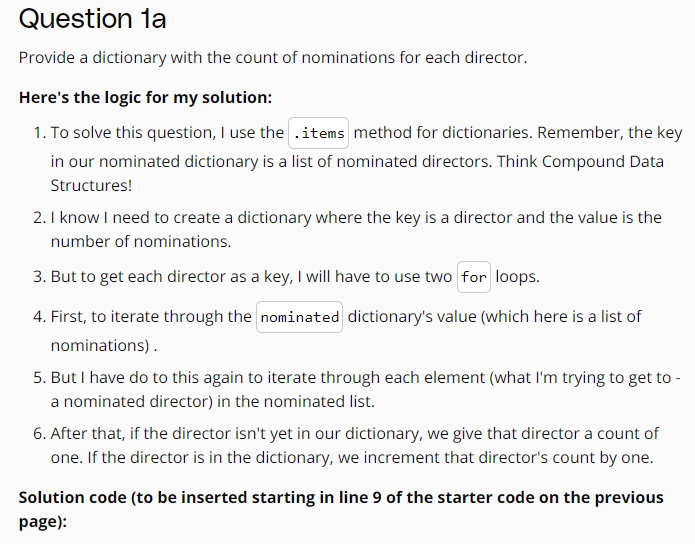 Question 1a
Provide a dictionary with the count of nominations for each director.
Here's the logic for my solution:
1. To solve this question, I use the .items method for dictionaries. Remember, the key
in our nominated dictionary is a list of nominated directors. Think Compound Data
Structures!
2. I know I need to create a dictionary where the key is a director and the value is the
number of nominations.
3. But to get each director as a key, I will have to use two for loops.
4. First, to iterate through the nominated dictionary's value (which here is a list of
nominations) .
5. But I have do to this again to iterate through each element (what I'm trying to get to -
a nominated director) in the nominated list.
6. After that, if the director isn't yet in our dictionary, we give that director a count of
one. If the director is in the dictionary, we increment that director's count by one.
Solution code (to be inserted starting in line 9 of the starter code on the previous
page):